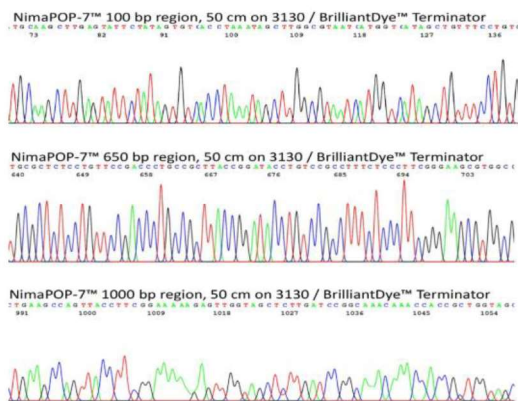 NimaPOP-7™ 100 bp region, 50 cm on 3130 / BrilliantDye™ Terminator
TGCAAGCTTGAGTATTCTATAGTGTCACCTAAATAGCTTGGCGTAATCATGGTCATAGCTGTTTCCTGTC
73 82 91 100 109 118 127 136
NimaPOP-7™ 650 bp region, 50 cm on 3130 / BrilliantDye™ Terminator
TGCGCTCTCCTGTTCCGACCCTGCCGCTTACCGGATACCTGTCCGCCTTTCTCCCTTCGGGAAGCGTGGC
640 649 658 667 676 685 694 703
NimaPOP-7™ 1000 bp region, 50 cm on 3130 / BrilliantDye™ Terminator
CTGAAGCCAGTTACCTTCGGAAAAAGAGTTGGTAGCTCTTGATCCGGCAAACAAACCACCGCTGGTAGC
991 1000 1009 1018 1027 1036 1045 1054